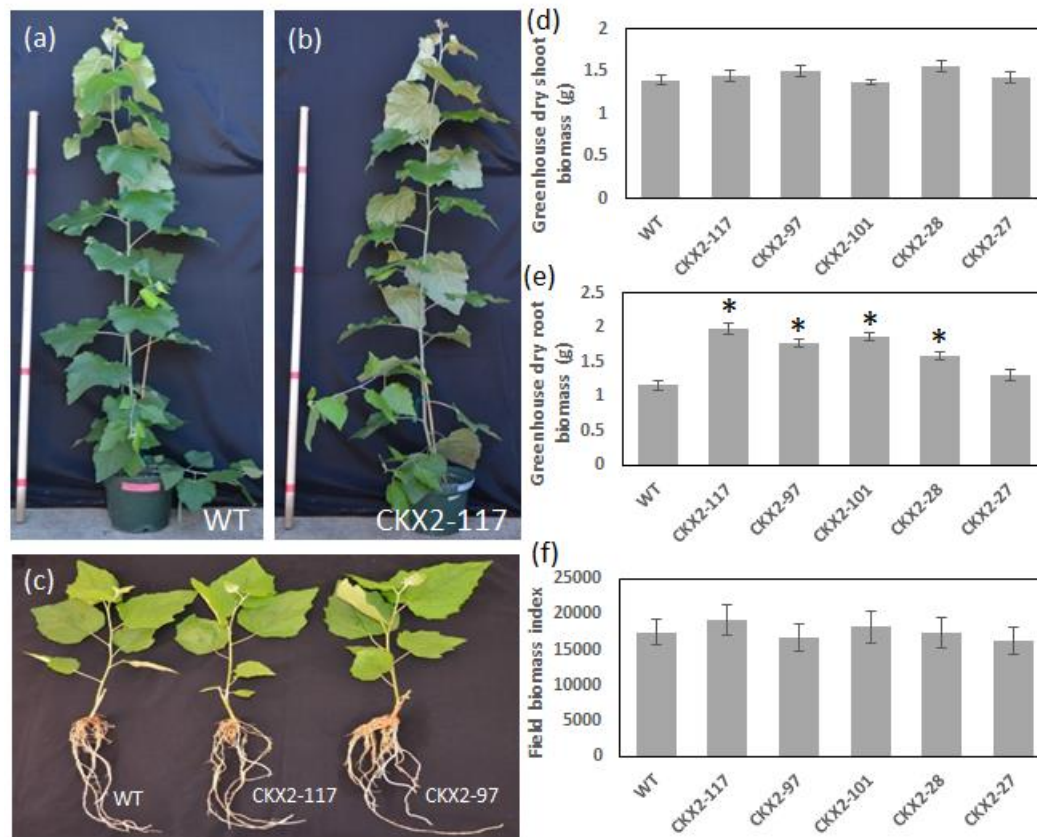 (a)
WT
(b)
CKX2-117
(c)
WT
CKX2-117
CKX2-97
(d)
Greenhouse dry shoot
biomass (g)
2
1.5
1
0.5
0
WT
CKX2-117
CKX2-97
CKX2-101
CKX2-28
CKX2-27
(e)
Greenhouse dry root
biomass (g)
2.5
2
1.5
1
0.5
0
*
*
*
*
WT
CKX2-117
CKX2-97
CKX2-101
CKX2-28
CKX2-27
(f)
Field biomass index
25000
20000
15000
10000
5000
0
WT
CKX2-117
CKX2-97
CKX2-101
CKX2-28
CKX2-27